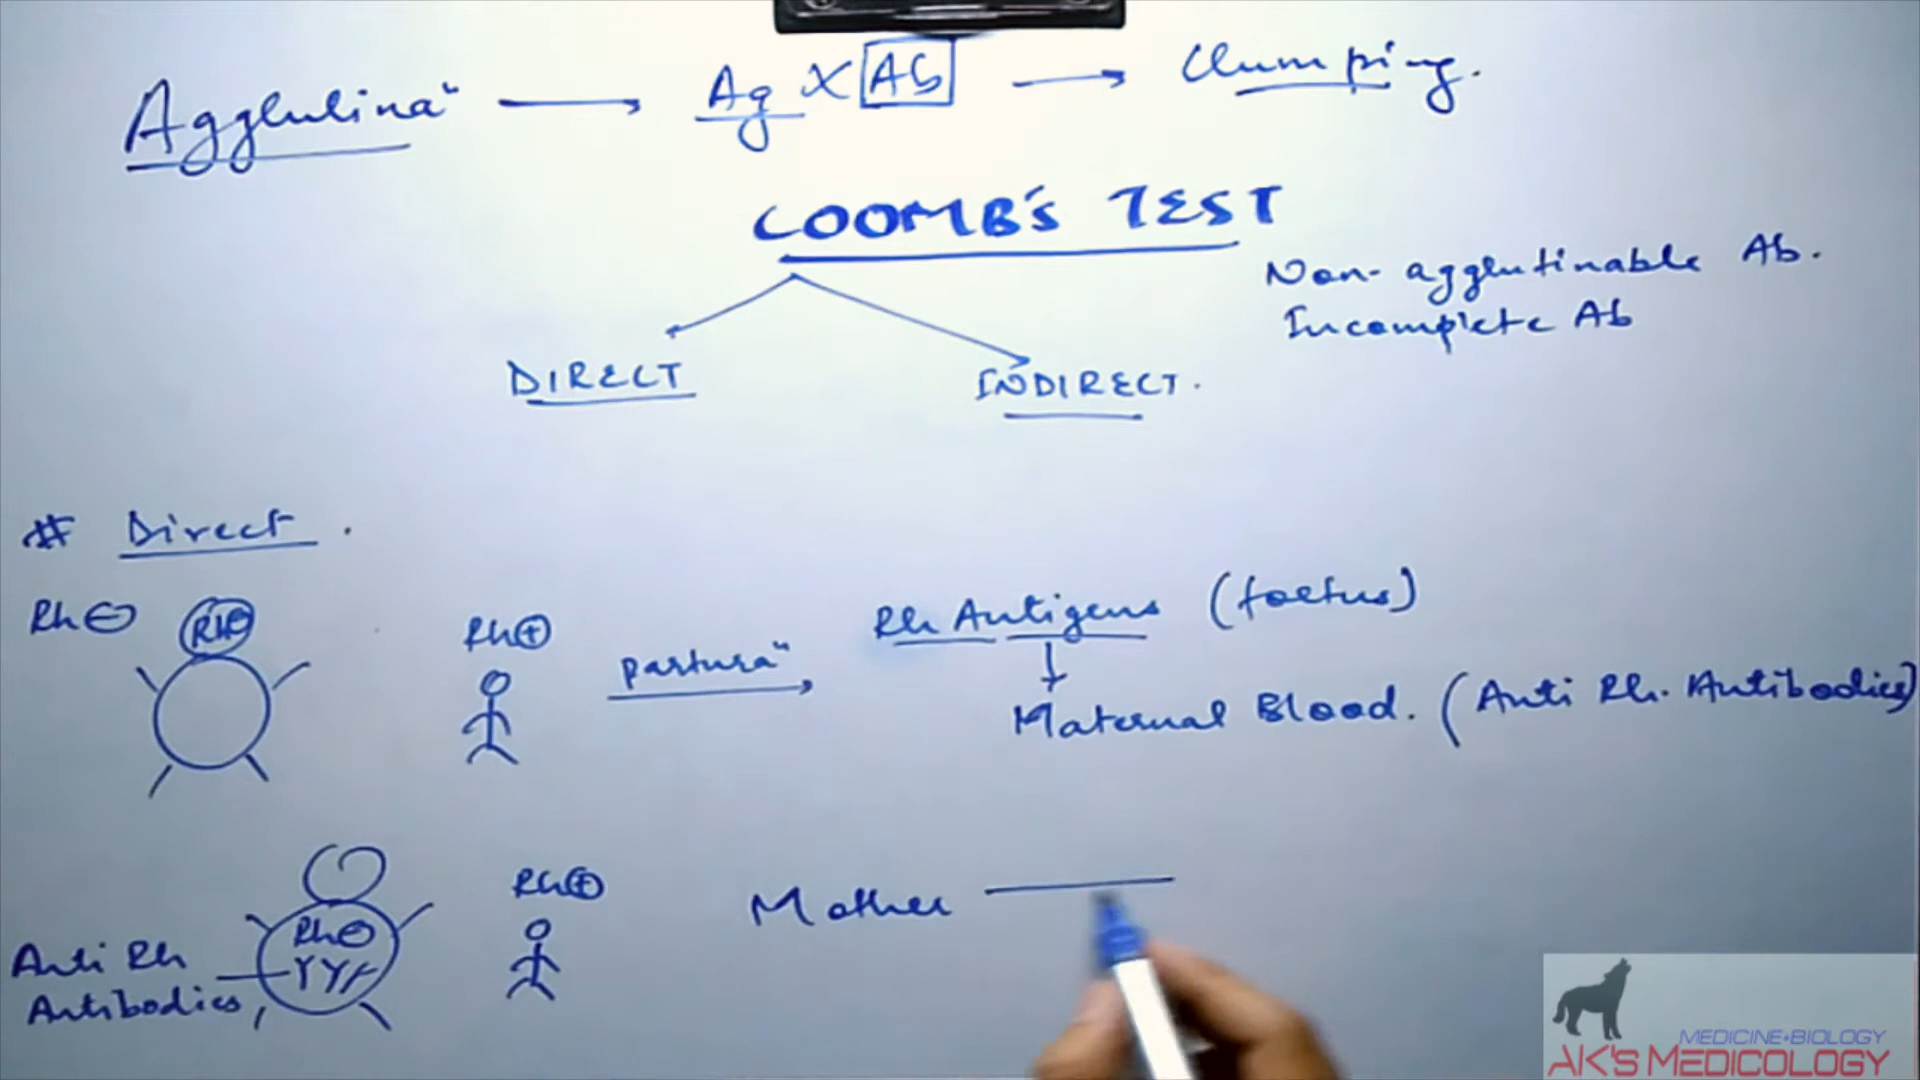 Agglutina" → Ag X Ab → Clumping.
COOMB'S TEST
Non-agglutinable Ab.
Incomplete Ab
DIRECT
INDIRECT.
# Direct.
Rh⊖
Rh⊖
Rh⊕
partura"
Rh Antigens (foetus)
Maternal Blood. (Anti Rh. Antibodies)
Rh⊖
Rh⊕
Mother
Anti Rh
Antibodies
MEDICINE•BIOLOGY
AK'S MEDICOLOGY